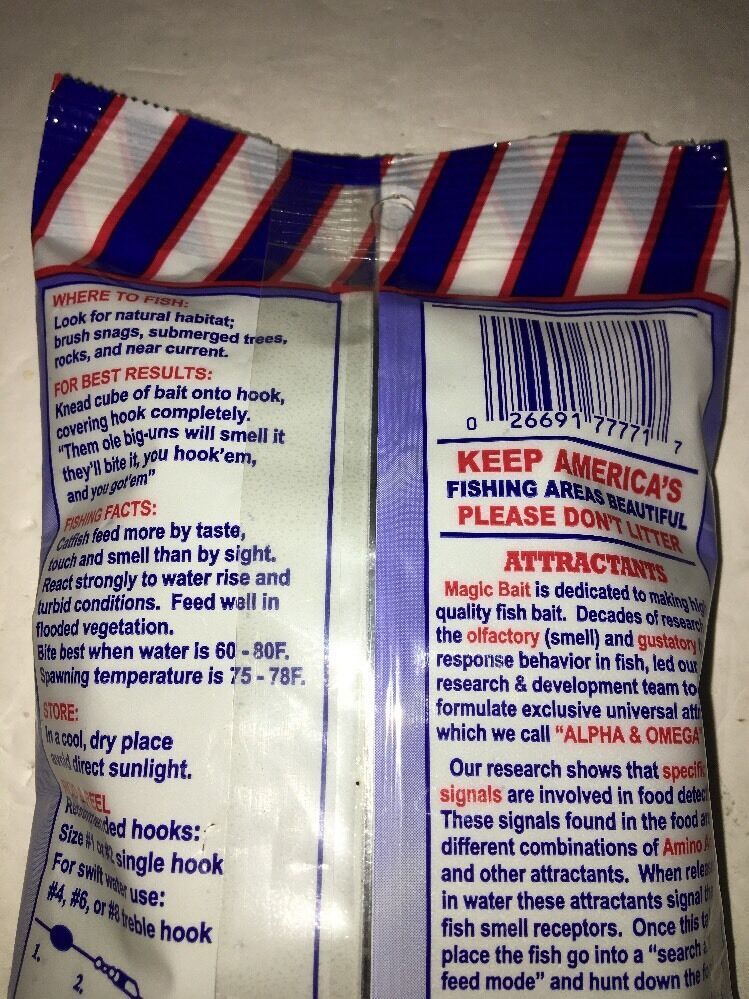 WHERE TO FISH:
Look for natural habitat;
brush snags, submerged trees,
rocks, and near current.
FOR BEST RESULTS:
Knead cube of bait onto hook,
covering hook completely.
"Them ole big-uns will smell it
they'll bite it, you hook'em,
and you got'em"
FISHING FACTS:
Catfish feed more by taste,
touch and smell than by sight.
React strongly to water rise and
turbid conditions. Feed well in
flooded vegetation.
Bite best when water is 60 - 80F.
Spawning temperature is 75 - 78F.
STORE:
In a cool, dry place
avoid direct sunlight.
Recommended hooks:
Size #1 or #2 single hook
For swift water use:
#4, #6, or #8 treble hook
1.
2.
0 26691 77771 7
KEEP AMERICA'S
FISHING AREAS BEAUTIFUL
PLEASE DON'T LITTER
ATTRACTANTS
Magic Bait is dedicated to making
quality fish bait. Decades of research
the olfactory (smell) and gustatory
response behavior in fish, led our
research & development team to
formulate exclusive universal
which we call "ALPHA & OMEGA
Our research shows that
signals are involved in food
These signals found in the food
different combinations of Amino
and other attractants. When
in water these attractants signal
fish smell receptors. Once this
place the fish go into a "search
feed mode" and hunt down the